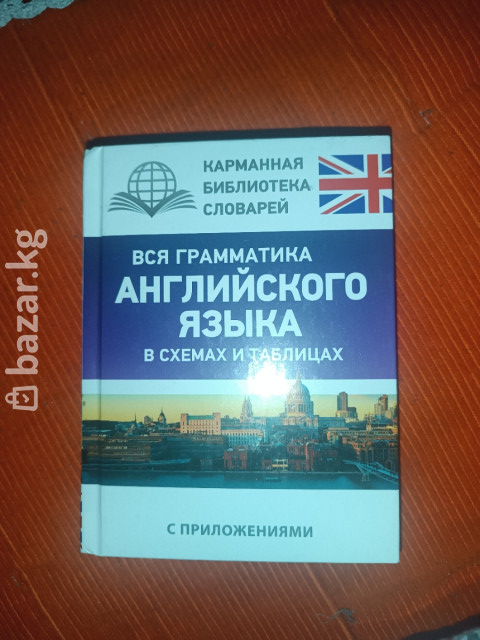 КАРМАННАЯ
БИБЛИОТЕКА
СЛОВАРЕЙ
ВСЯ ГРАММАТИКА
АНГЛИЙСКОГО
ЯЗЫКА
В СХЕМАХ И ТАБЛИЦАХ
С ПРИЛОЖЕНИЯМИ
bazar.kg